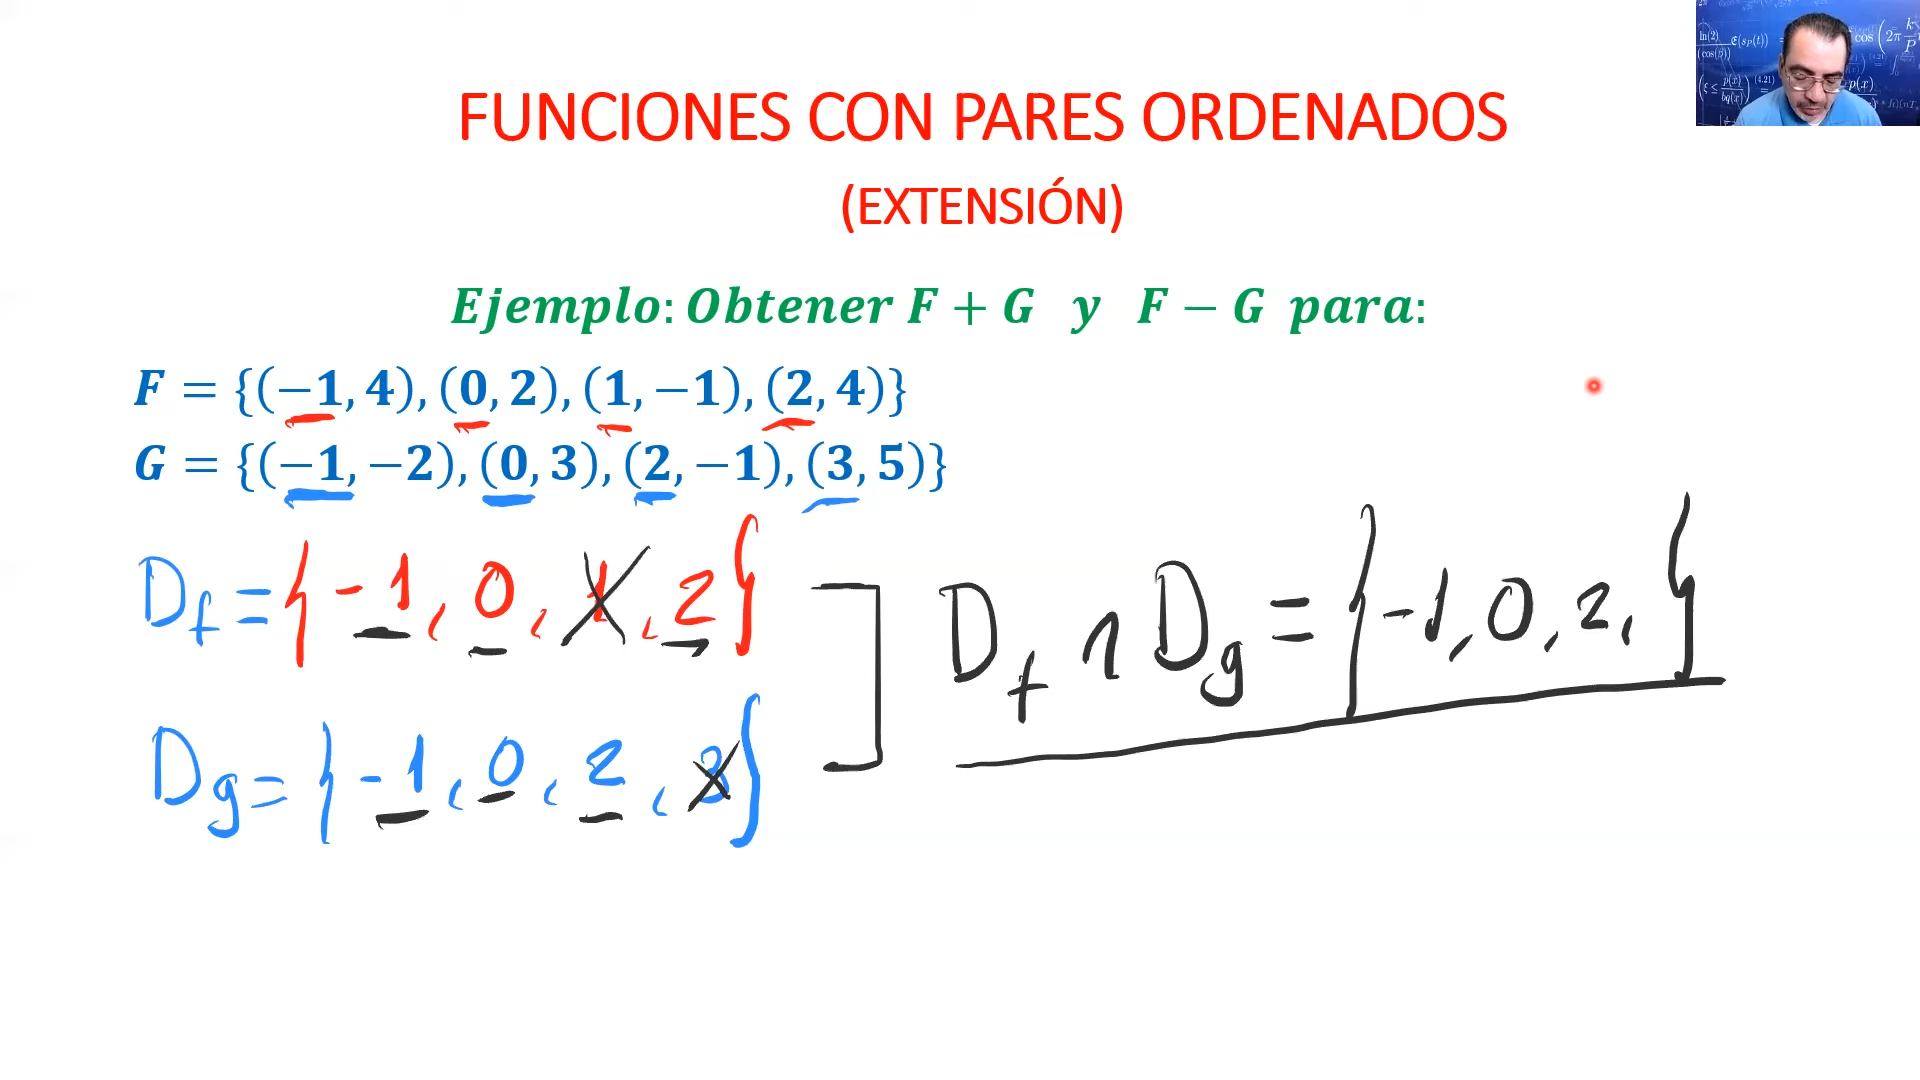 FUNCIONES CON PARES ORDENADOS
(EXTENSIÓN)
Ejemplo: Obtener F + G y F − G para:
F = {(−1, 4), (0, 2), (1, −1), (2, 4)}
G = {(−1, −2), (0, 3), (2, −1), (3, 5)}
Df = {-1, 0, 1, 2}
Dg = {-1, 0, 2, 3}
Df ∩ Dg = {-1, 0, 2, }